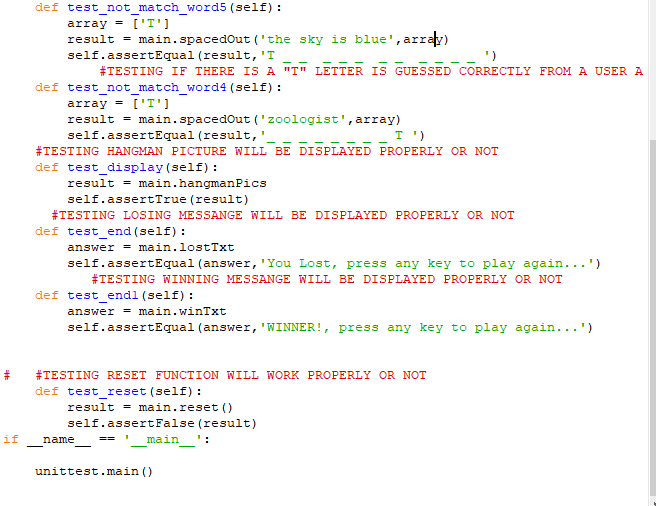 def test_not_match_word5(self):
array = ['T']
result = main.spacedOut('the sky is blue',array)
self.assertEqual(result,'T _ _  _ _ _  _ _  _ _ _ _ ')
#TESTING IF THERE IS A "T" LETTER IS GUESSED CORRECTLY FROM A USER A
def test_not_match_word4(self):
array = ['T']
result = main.spacedOut('zoologist',array)
self.assertEqual(result,'_ _ _ _ _ _ _ _ T ')
#TESTING HANGMAN PICTURE WILL BE DISPLAYED PROPERLY OR NOT
def test_display(self):
result = main.hangmanPics
self.assertTrue(result)
#TESTING LOSING MESSANGE WILL BE DISPLAYED PROPERLY OR NOT
def test_end(self):
answer = main.lostTxt
self.assertEqual(answer,'You Lost, press any key to play again...')
#TESTING WINNING MESSANGE WILL BE DISPLAYED PROPERLY OR NOT
def test_end1(self):
answer = main.winTxt
self.assertEqual(answer,'WINNER!, press any key to play again...')
#   #TESTING RESET FUNCTION WILL WORK PROPERLY OR NOT
def test_reset(self):
result = main.reset()
self.assertFalse(result)
if __name__ == '__main__':
unittest.main()